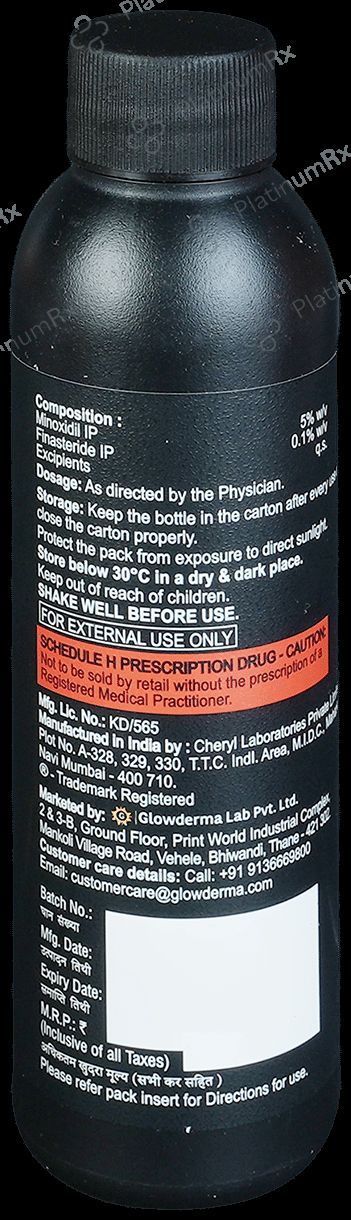 PlatinumRx
PlatinumRx
PlatinumRx
Composition :
Minoxidil IP 5% w/v
Finasteride IP 0.1% w/v
Excipients q.s.
Dosage: As directed by the Physician.
Storage: Keep the bottle in the carton after every use
close the carton properly.
Protect the pack from exposure to direct sunlight.
Store below 30°C in a dry & dark place.
Keep out of reach of children.
SHAKE WELL BEFORE USE.
FOR EXTERNAL USE ONLY
SCHEDULE H PRESCRIPTION DRUG - CAUTION:
Not to be sold by retail without the prescription of a
Registered Medical Practitioner.
Mfg. Lic. No.: KD/565
Manufactured in India by : Cheryl Laboratories Private
Plot No. A-328, 329, 330, T.T.C. Indl. Area, M.I.D.C.,
Navi Mumbai - 400 710.
® - Trademark Registered
Marketed by: Glowderma Lab Pvt. Ltd.
2 & 3-B, Ground Floor, Print World Industrial Complex,
Mankoli Village Road, Vehele, Bhiwandi, Thane - 421 302.
Customer care details: Call: +91 9136669800
Email: customercare@glowderma.com
Batch No.:
घान संख्या
Mfg. Date:
उत्पादन तिथी
Expiry Date:
समाप्ति तिथी
M.R.P.: ₹
(Inclusive of all Taxes)
अधिकतम खुदरा मूल्य (सभी कर सहित )
Please refer pack insert for Directions for use.